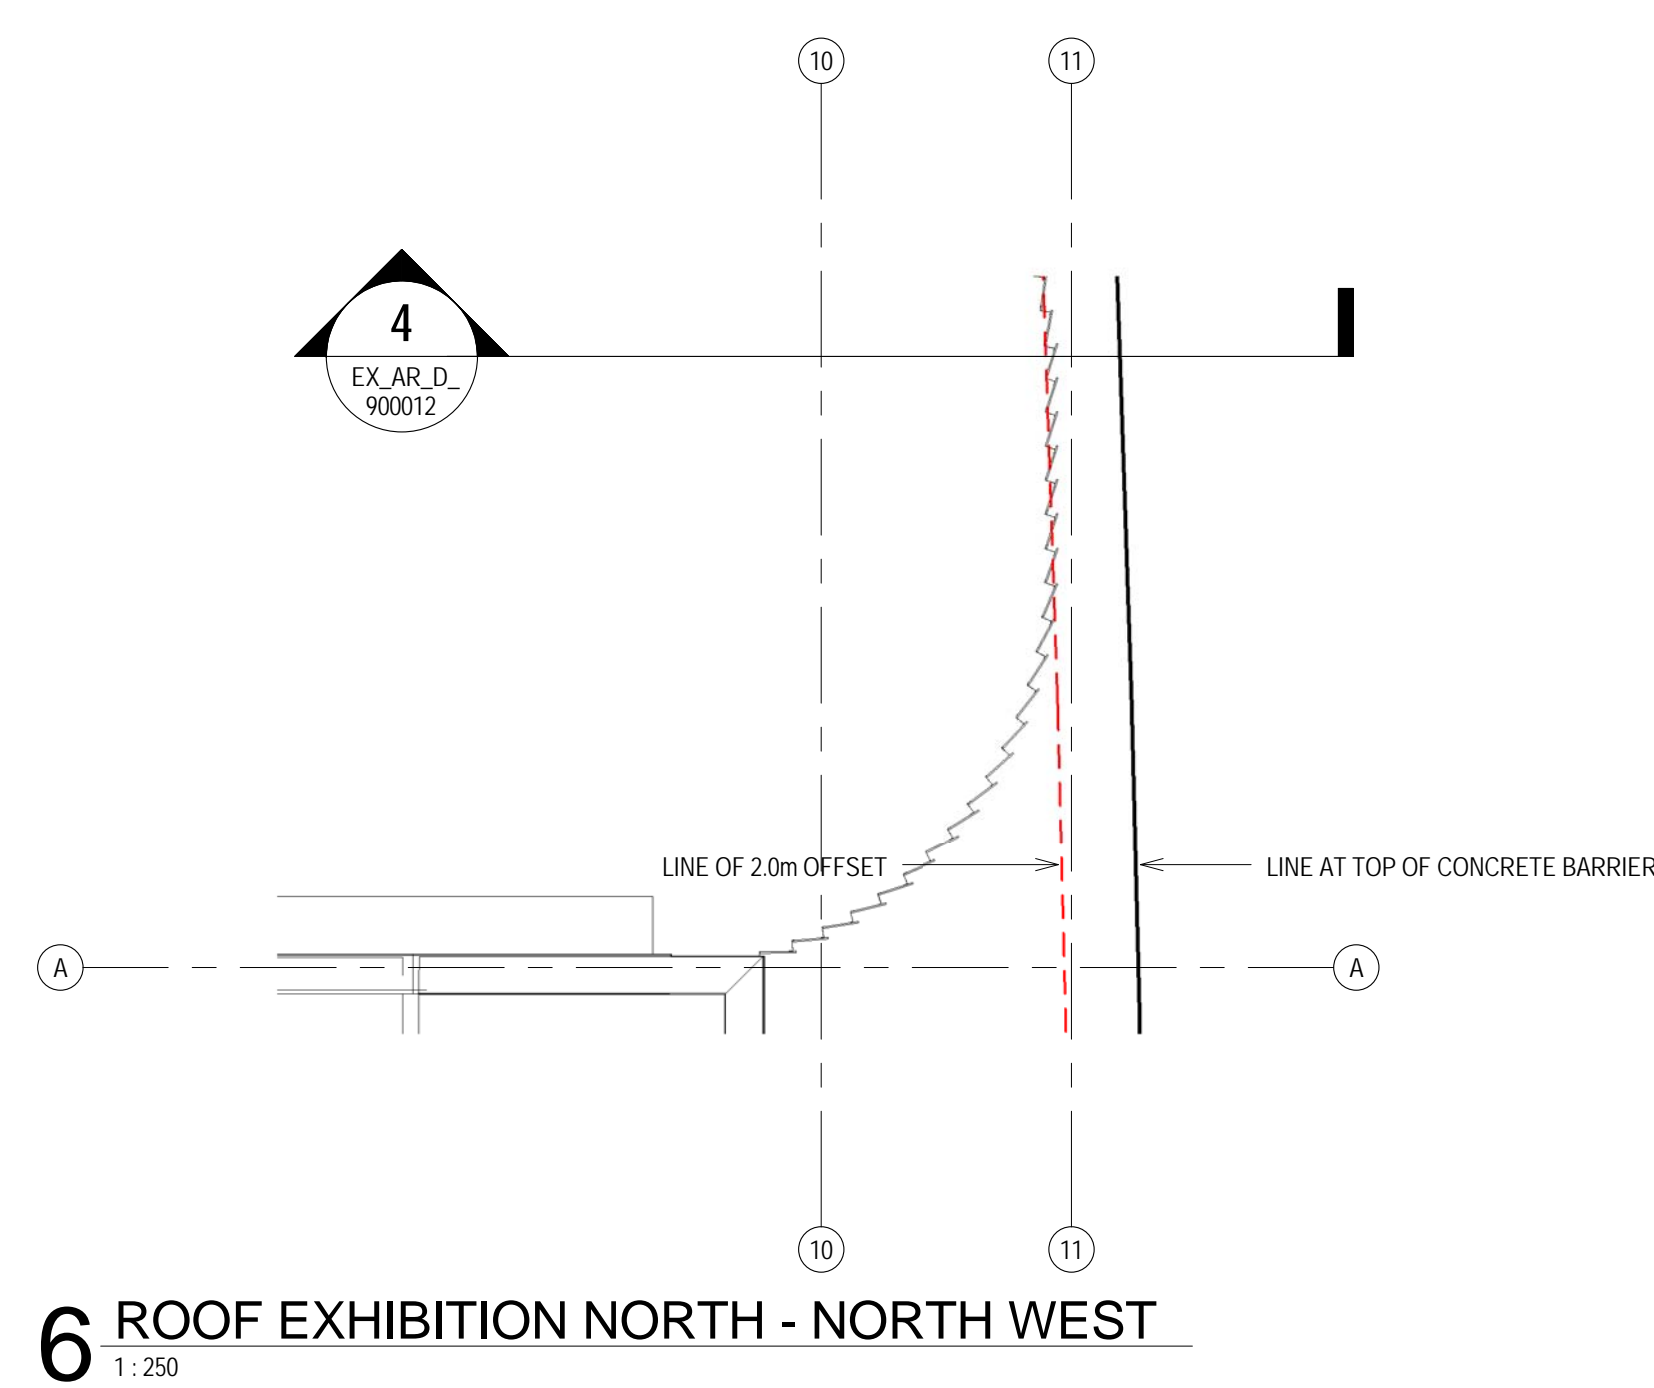 10
11
4
EX_AR_D_
900012
LINE OF 2.0m OFFSET
LINE AT TOP OF CONCRETE BARRIER
A
A
10
11
6
ROOF EXHIBITION NORTH - NORTH WEST
1 : 250